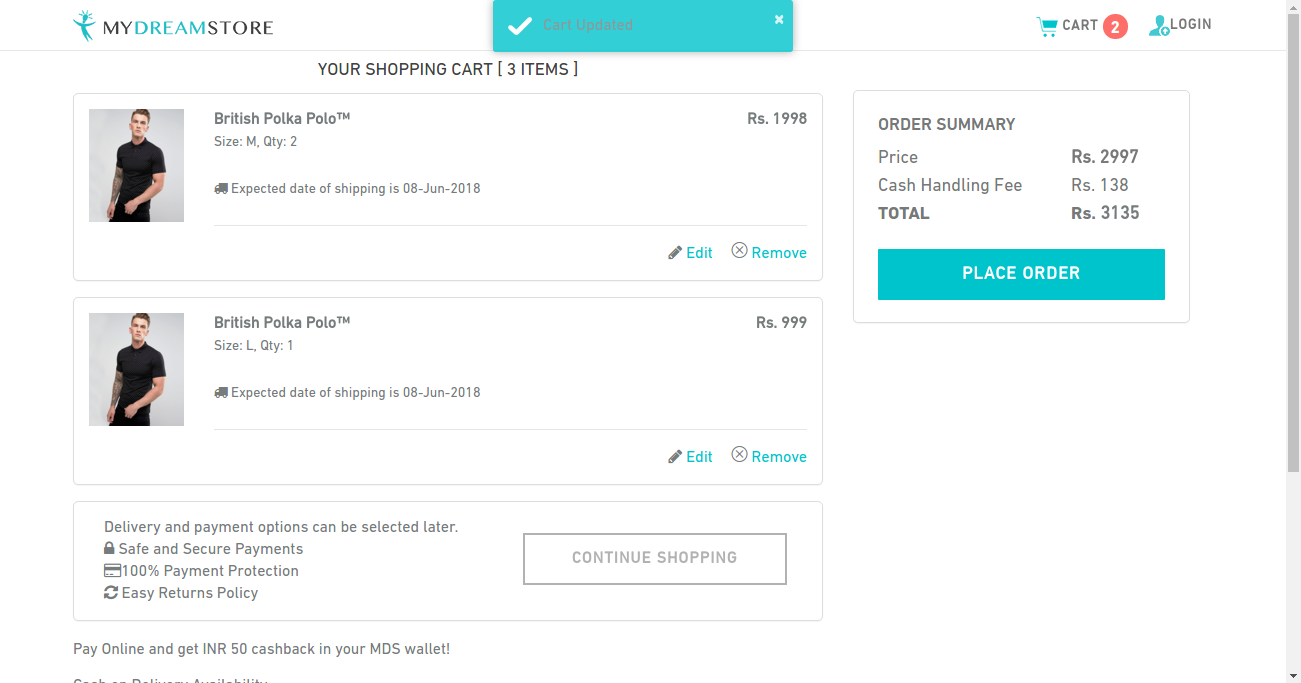 MYDREAMSTORE
Cart Updated
CART 2
LOGIN
YOUR SHOPPING CART [ 3 ITEMS ]
British Polka Polo™
Rs. 1998
Size: M, Qty: 2
Expected date of shipping is 08-Jun-2018
Edit
Remove
British Polka Polo™
Rs. 999
Size: L, Qty: 1
Expected date of shipping is 08-Jun-2018
Edit
Remove
Delivery and payment options can be selected later.
Safe and Secure Payments
100% Payment Protection
Easy Returns Policy
CONTINUE SHOPPING
Pay Online and get INR 50 cashback in your MDS wallet!
Cash on Delivery Availability
ORDER SUMMARY
Price Rs. 2997
Cash Handling Fee Rs. 138
TOTAL Rs. 3135
PLACE ORDER